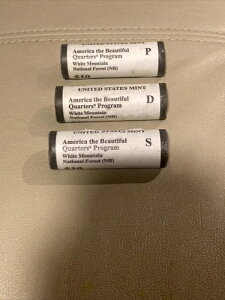 P
America the Beautiful
Quarters® Program
White Mountain
National Forest (NH)
$10
UNITED STATES MINT
D
America the Beautiful
Quarters® Program
White Mountain
National Forest (NH)
UNITED STATES MINT
America the Beautiful
Quarters® Program
S
White Mountain
National Forest (NH)
$10